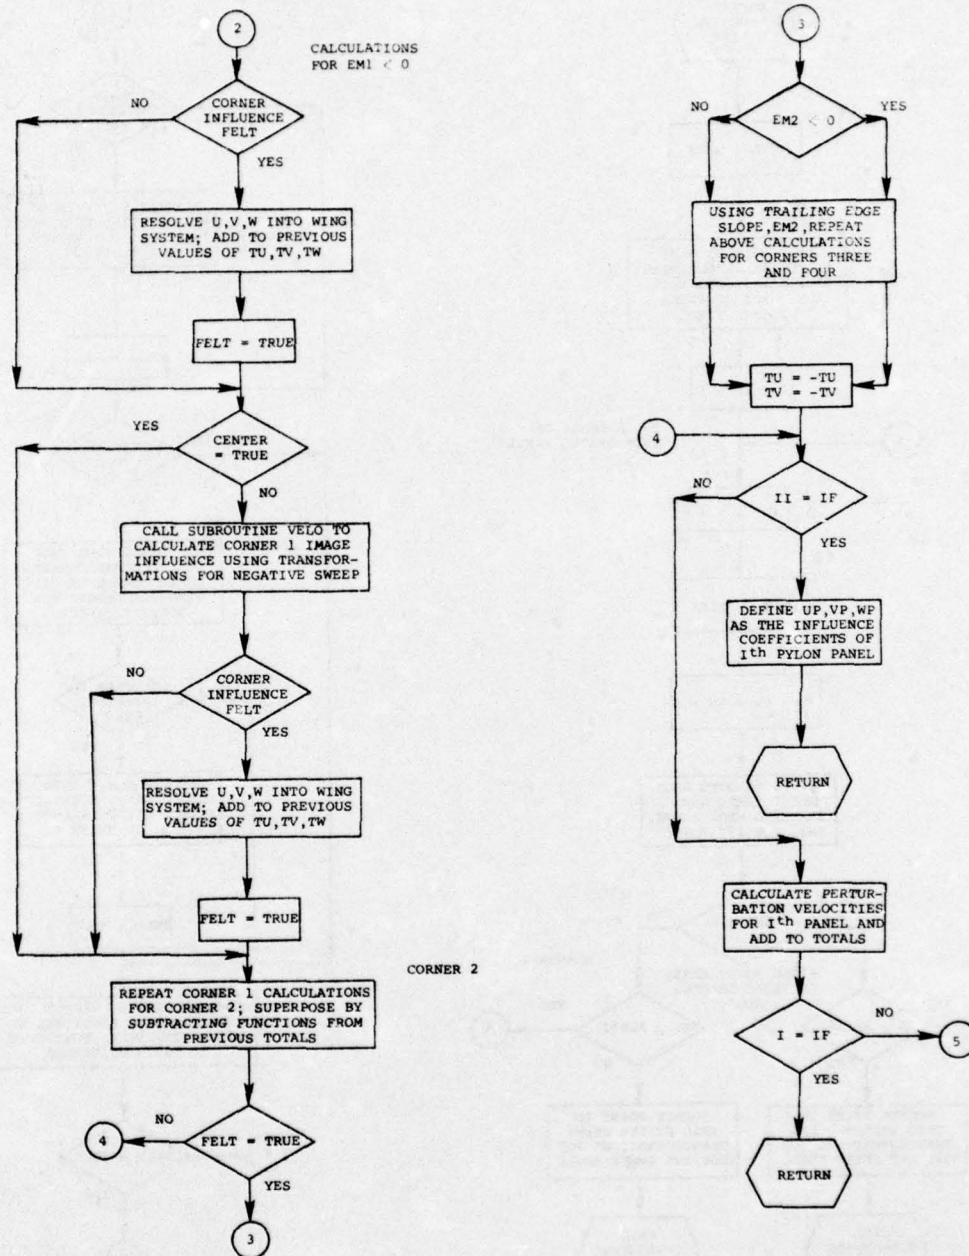 2
CALCULATIONS
FOR EM1 < 0
NO
CORNER
INFLUENCE
FELT
YES
RESOLVE U,V,W INTO WING
SYSTEM; ADD TO PREVIOUS
VALUES OF TU,TV,TW
FELT = TRUE
YES
CENTER
= TRUE
NO
CALL SUBROUTINE VELO TO
CALCULATE CORNER 1 IMAGE
INFLUENCE USING TRANSFOR-
MATIONS FOR NEGATIVE SWEEP
NO
CORNER
INFLUENCE
FELT
YES
RESOLVE U,V,W INTO WING
SYSTEM; ADD TO PREVIOUS
VALUES OF TU,TV,TW
FELT = TRUE
CORNER 2
REPEAT CORNER 1 CALCULATIONS
FOR CORNER 2; SUPERPOSE BY
SUBTRACTING FUNCTIONS FROM
PREVIOUS TOTALS
NO
4
FELT = TRUE
YES
3
3
NO
YES
EM2 < 0
USING TRAILING EDGE
SLOPE,EM2,REPEAT
ABOVE CALCULATIONS
FOR CORNERS THREE
AND FOUR
TU = -TU
TV = -TV
4
NO
II = IF
YES
DEFINE UP,VP,WP
AS THE INFLUENCE
COEFFICIENTS OF
Ith PYLON PANEL
RETURN
CALCULATE PERTUR-
BATION VELOCITIES
FOR Ith PANEL AND
ADD TO TOTALS
NO
I = IF
5
YES
RETURN